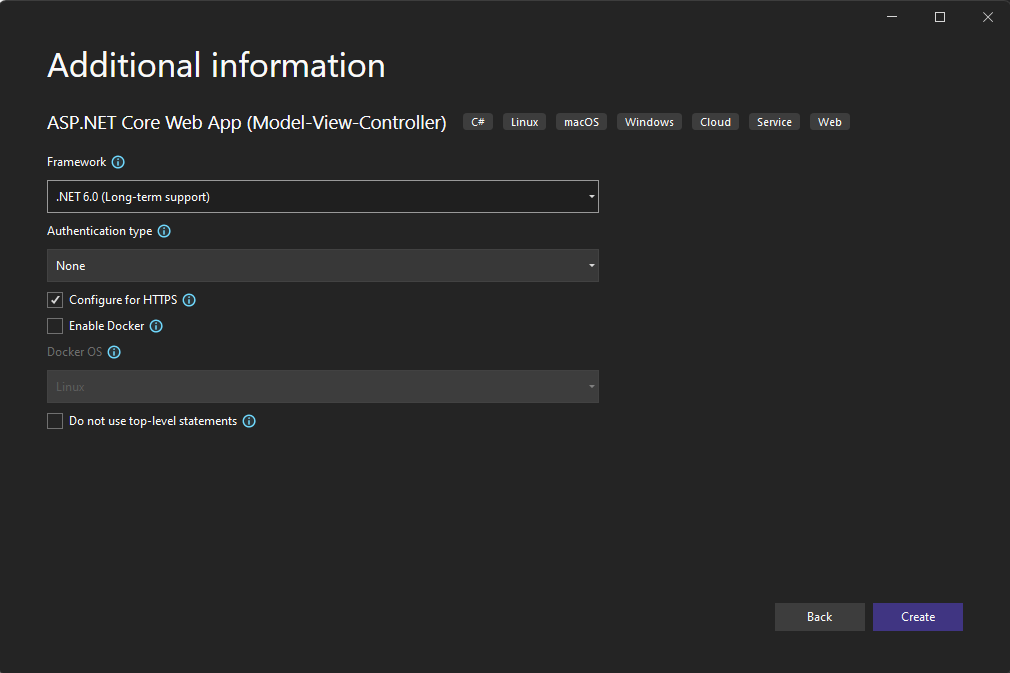 Additional information
ASP.NET Core Web App (Model-View-Controller) C# Linux macOS Windows Cloud Service Web
Framework
.NET 6.0 (Long-term support)
Authentication type
None
Configure for HTTPS
Enable Docker
Docker OS
Linux
Do not use top-level statements
Back Create